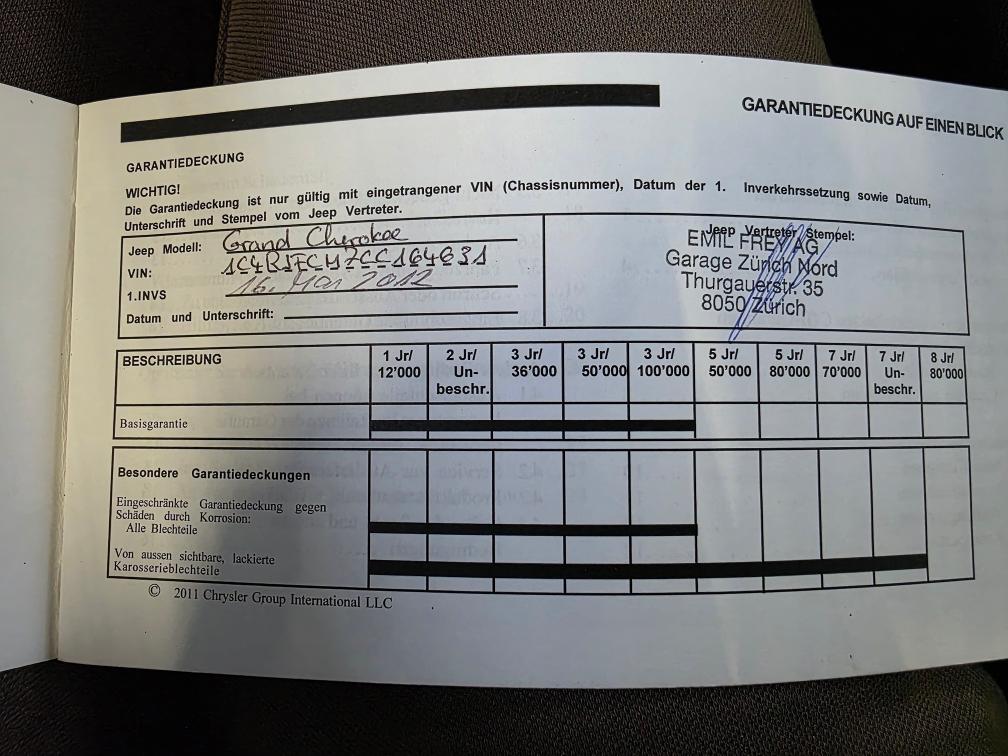 GARANTIEDECKUNG AUF EINEN BLICK
GARANTIEDECKUNG
WICHTIG!
Die Garantiedeckung ist nur gültig mit eingetrangener VIN (Chassisnummer), Datum der 1. Inverkehrssetzung sowie Datum,
Unterschrift und Stempel vom Jeep Vertreter.
Jeep Modell: Grand Cherokee
VIN: 1C4RJFCM7CC164631
1.INVS 16. Mai 2012
Datum und Unterschrift:
Jeep Vertreter Stempel:
EMIL FREY AG
Garage Zürich Nord
Thurgauerstr. 35
8050 Zürich
BESCHREIBUNG
1 Jr/
12'000
2 Jr/
Un-
beschr.
3 Jr/
36'000
3 Jr/
50'000
3 Jr/
100'000
5 Jr/
50'000
5 Jr/
80'000
7 Jr/
70'000
7 Jr/
Un-
beschr.
8 Jr/
80'000
Basisgarantie
Besondere Garantiedeckungen
Eingeschränkte Garantiedeckung gegen
Schäden durch Korrosion:
Alle Blechteile
Von aussen sichtbare, lackierte
Karosserieblechteile
© 2011 Chrysler Group International LLC